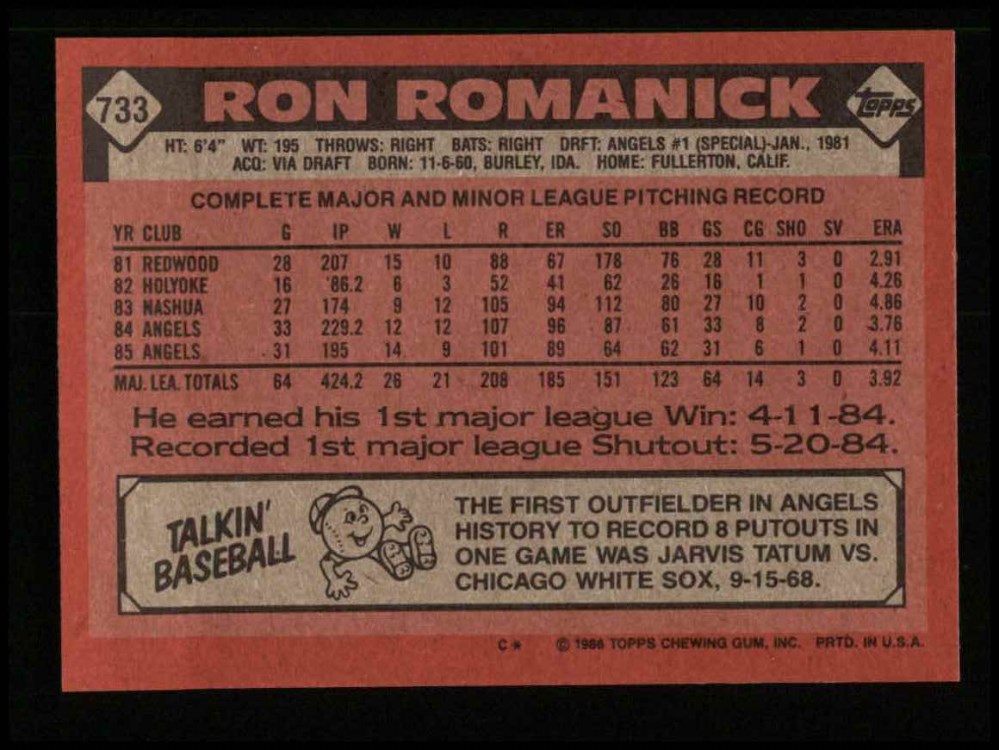 733 RON ROMANICK Topps
HT: 6'4" WT: 195 THROWS: RIGHT BATS: RIGHT DRFT: ANGELS #1 (SPECIAL)-JAN., 1981
ACQ: VIA DRAFT BORN: 11-6-60, BURLEY, IDA. HOME: FULLERTON, CALIF.
COMPLETE MAJOR AND MINOR LEAGUE PITCHING RECORD
YR CLUB G IP W L R ER SO BB GS CG SHO SV ERA
81 REDWOOD 28 207 15 10 88 67 178 76 28 11 3 0 2.91
82 HOLYOKE 16 86.2 6 3 52 41 62 26 16 1 1 0 4.26
83 NASHUA 27 174 9 12 105 94 112 80 27 10 2 0 4.86
84 ANGELS 33 229.2 12 12 107 96 87 61 33 8 2 0 3.76
85 ANGELS 31 195 14 9 101 89 64 62 31 6 1 0 4.11
MAJ. LEA. TOTALS 64 424.2 26 21 208 185 151 123 64 14 3 0 3.92
He earned his 1st major league Win: 4-11-84.
Recorded 1st major league Shutout: 5-20-84.
TALKIN'
BASEBALL
THE FIRST OUTFIELDER IN ANGELS
HISTORY TO RECORD 8 PUTOUTS IN
ONE GAME WAS JARVIS TATUM VS.
CHICAGO WHITE SOX, 9-15-68.
C* © 1986 TOPPS CHEWING GUM, INC. PRTD. IN U.S.A.